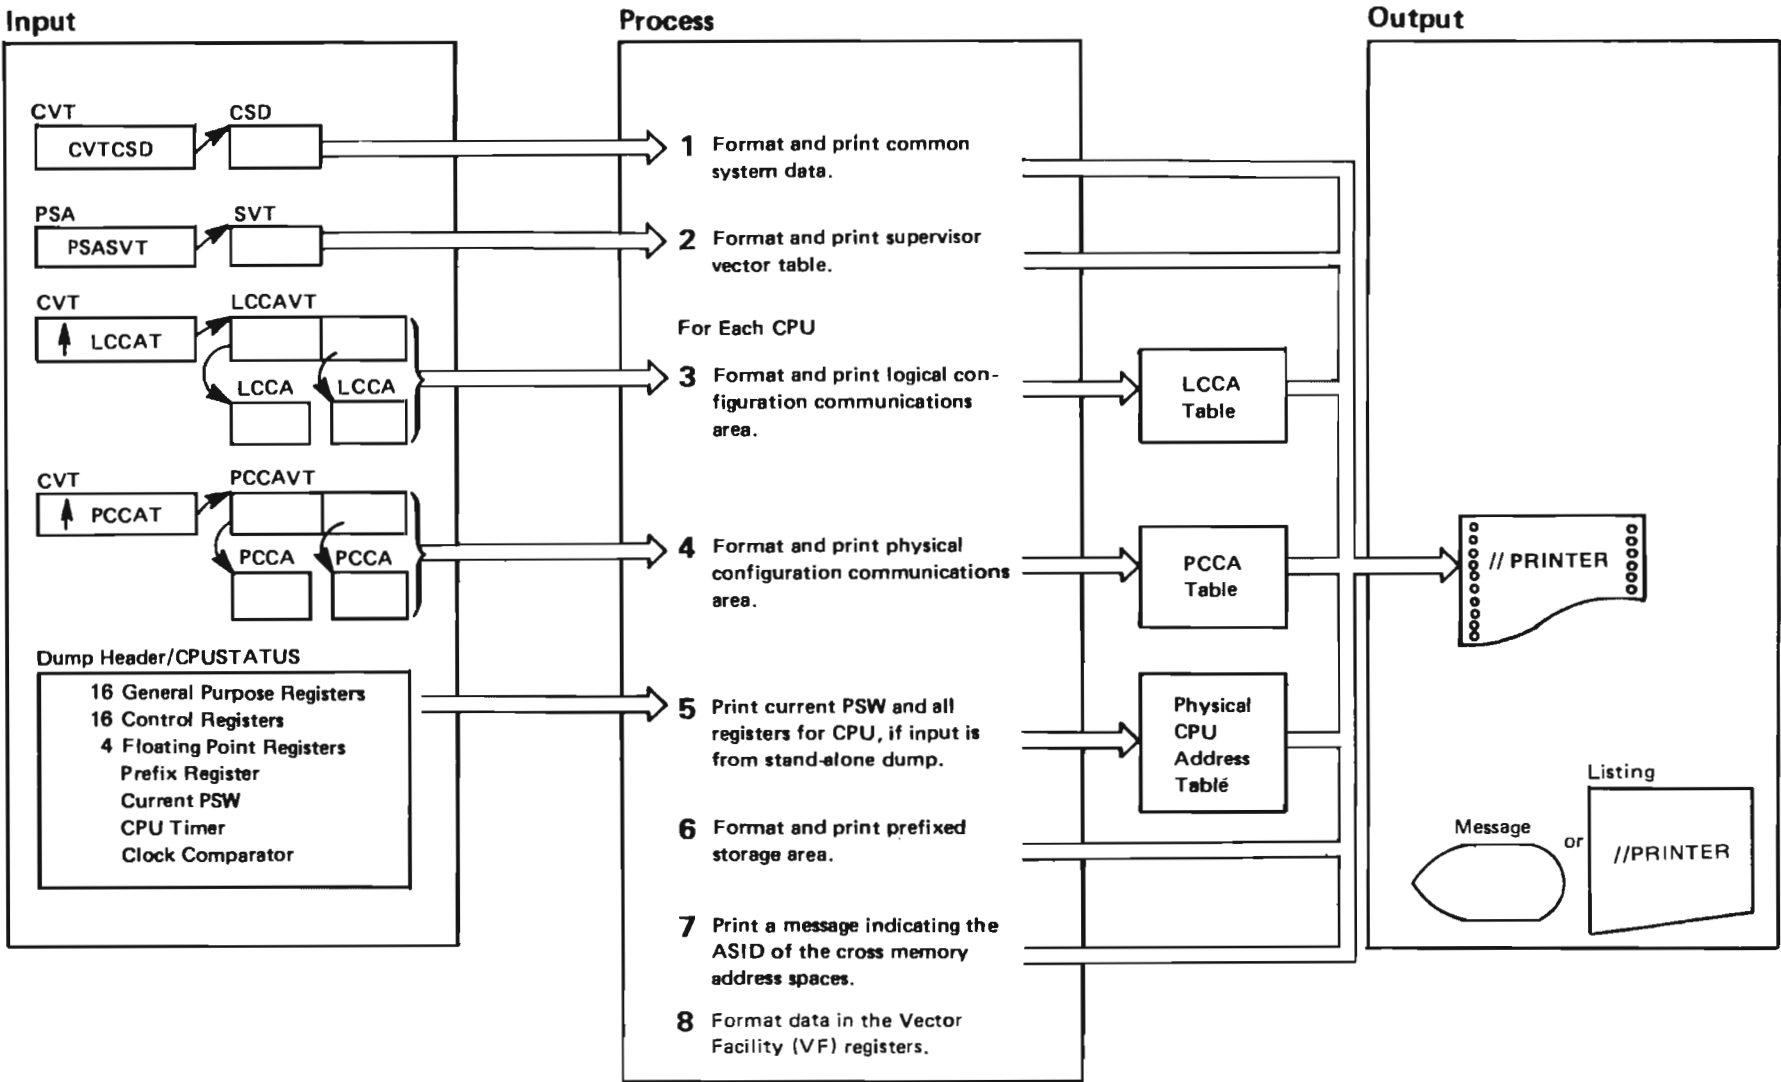 Input
CVT
CSD
CVTCSD
PSA
SVT
PSASVT
CVT
LCCAVT
LCCAT
LCCA
LCCA
CVT
PCCAVT
PCCAT
PCCA
PCCA
Dump Header/CPUSTATUS
16 General Purpose Registers
16 Control Registers
4 Floating Point Registers
Prefix Register
Current PSW
CPU Timer
Clock Comparator
Process
1 Format and print common
system data.
2 Format and print supervisor
vector table.
For Each CPU
3 Format and print logical con-
figuration communications
area.
4 Format and print physical
configuration communications
area.
5 Print current PSW and all
registers for CPU, if input is
from stand-alone dump.
6 Format and print prefixed
storage area.
7 Print a message indicating the
ASID of the cross memory
address spaces.
8 Format data in the Vector
Facility (VF) registers.
LCCA
Table
PCCA
Table
Physical
CPU
Address
Table
Output
// PRINTER
Message
or
Listing
//PRINTER